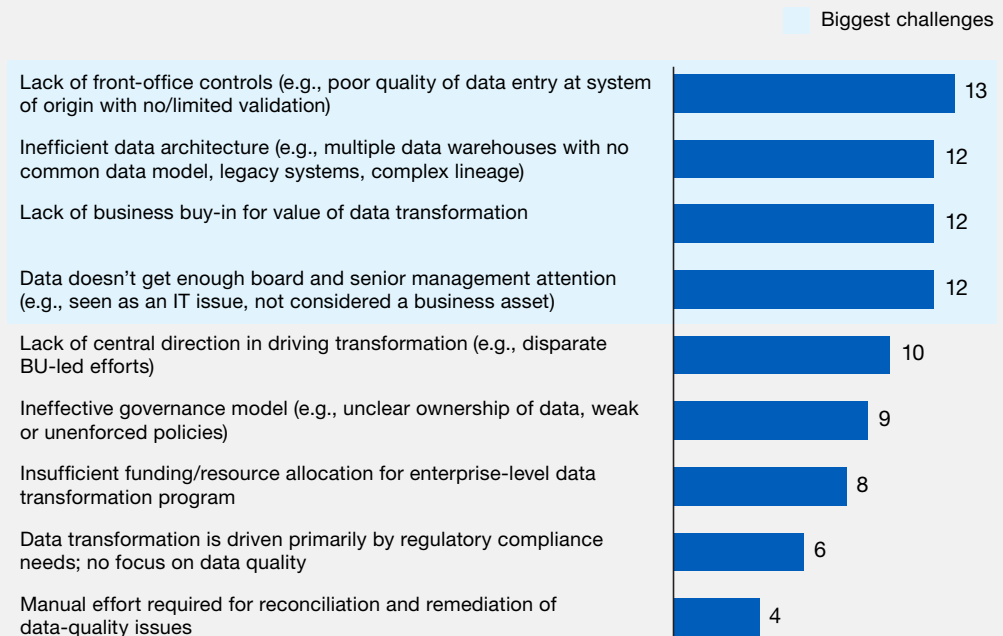 Biggest challenges
Lack of front-office controls (e.g., poor quality of data entry at system
of origin with no/limited validation)
13
Inefficient data architecture (e.g., multiple data warehouses with no
common data model, legacy systems, complex lineage)
12
Lack of business buy-in for value of data transformation
12
Data doesn’t get enough board and senior management attention
(e.g., seen as an IT issue, not considered a business asset)
12
Lack of central direction in driving transformation (e.g., disparate
BU-led efforts)
10
Ineffective governance model (e.g., unclear ownership of data, weak
or unenforced policies)
9
Insufficient funding/resource allocation for enterprise-level data
transformation program
8
Data transformation is driven primarily by regulatory compliance
needs; no focus on data quality
6
Manual effort required for reconciliation and remediation of
data-quality issues
4